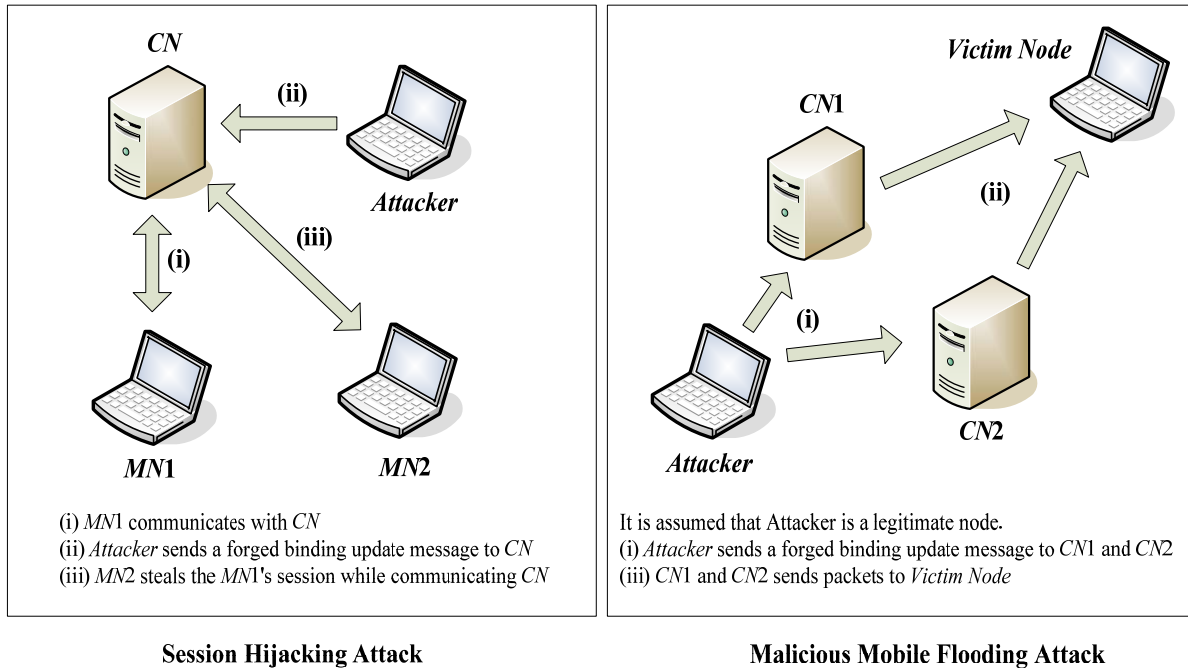 CN
(ii)
Attacker
(iii)
(i)
MN1
MN2
(i) MN1 communicates with CN
(ii) Attacker sends a forged binding update message to CN
(iii) MN2 steals the MN1's session while communicating CN
Session Hijacking Attack
Victim Node
CN1
(ii)
(i)
CN2
Attacker
It is assumed that Attacker is a legitimate node.
(i) Attacker sends a forged binding update message to CN1 and CN2
(iii) CN1 and CN2 sends packets to Victim Node
Malicious Mobile Flooding Attack